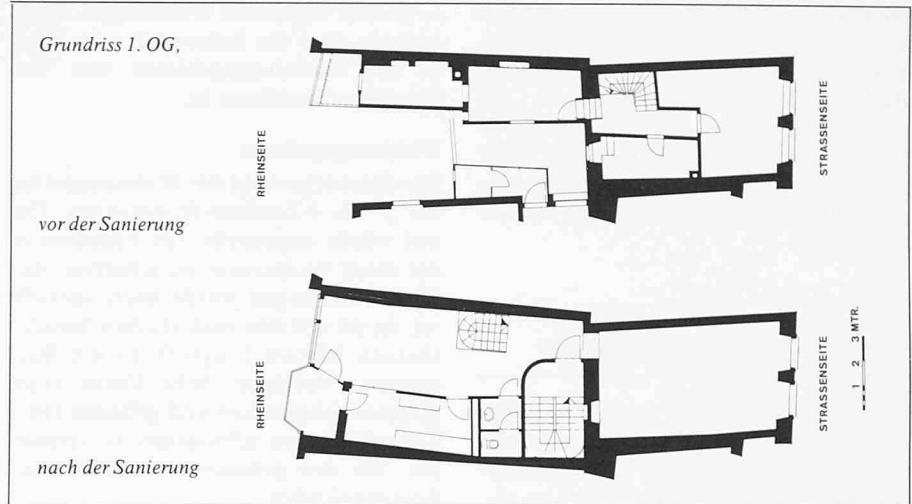 Grundriss 1. OG,
RHEINSEITE
STRASSENSEITE
vor der Sanierung
RHEINSEITE
STRASSENSEITE
1 2 3 MTR.
nach der Sanierung